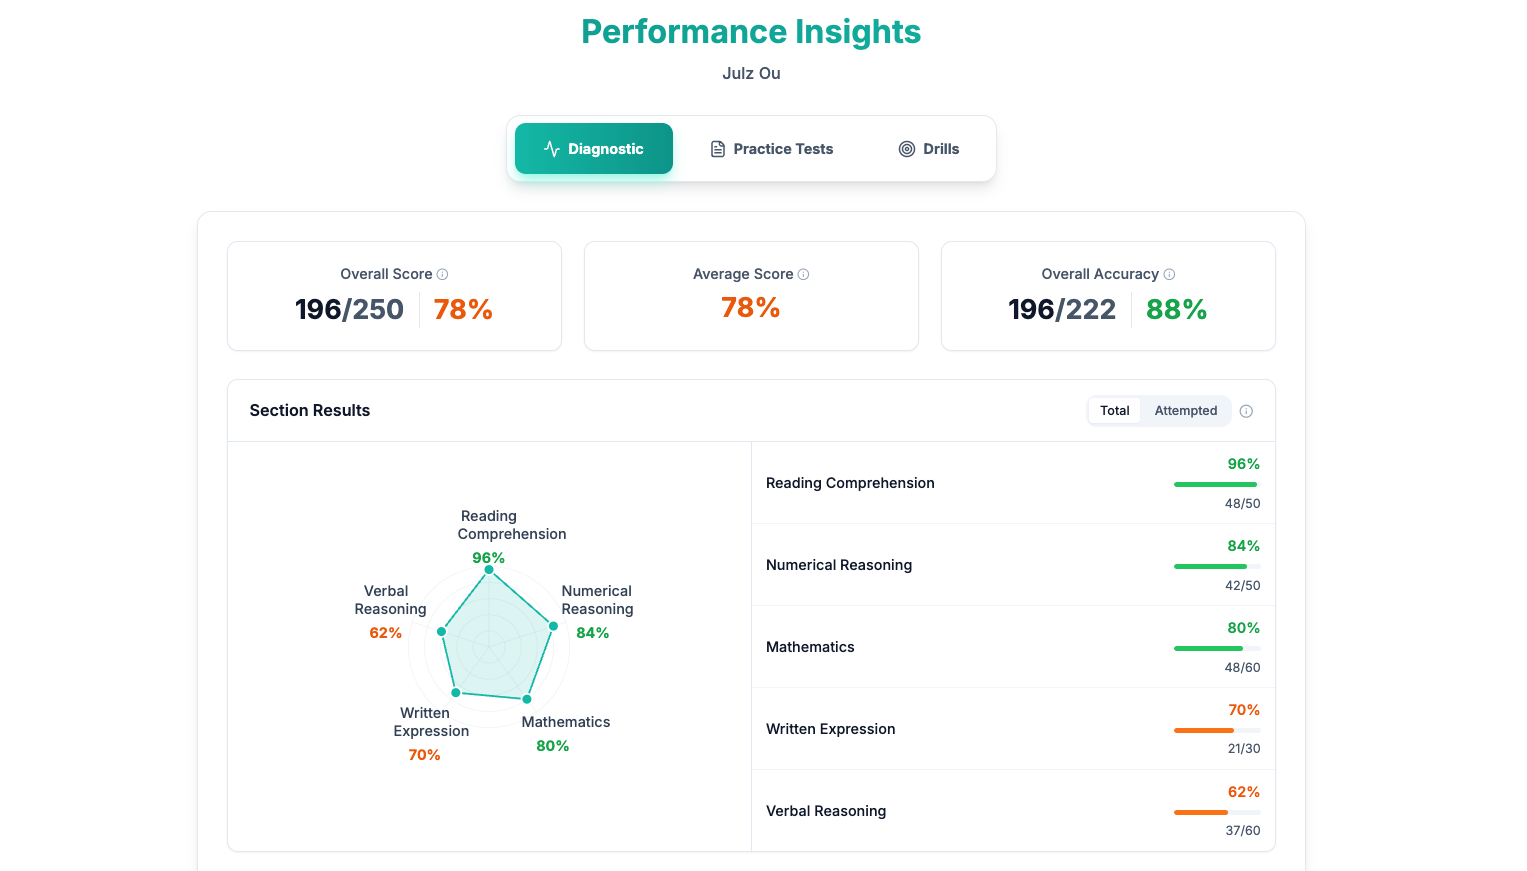 Performance Insights
Julz Ou
Diagnostic
Practice Tests
Drills
Overall Score
196/250
78%
Average Score
78%
Overall Accuracy
196/222
88%
Section Results
Total
Attempted
Reading
Comprehension
96%
Numerical
Reasoning
84%
Mathematics
80%
Written
Expression
70%
Verbal
Reasoning
62%
Reading Comprehension
96%
48/50
Numerical Reasoning
84%
42/50
Mathematics
80%
48/60
Written Expression
70%
21/30
Verbal Reasoning
62%
37/60